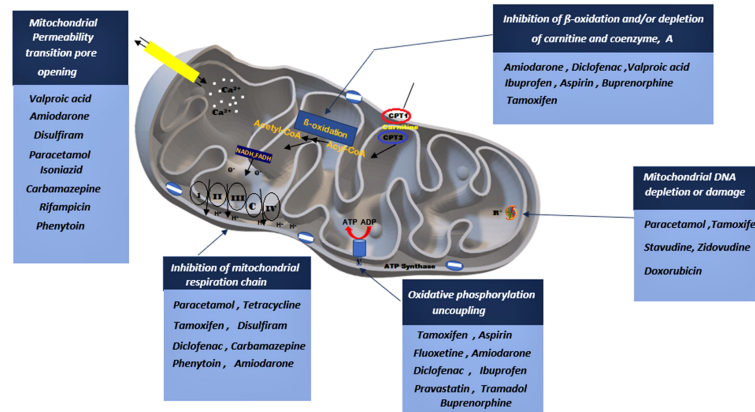 Mitochondrial
Permeability
transition pore
opening
Valproic acid
Amiodarone
Disulfiram
Paracetamol
Isoniazid
Carbamazepine
Rifampicin
Phenytoin
Inhibition of ß-oxidation and/or depletion
of carnitine and coenzyme, A
Amiodarone , Diclofenac ,Valproic acid
Ibuprofen , Aspirin , Buprenorphine
Tamoxifen
Ca²⁺
Ca²⁺
ß-oxidation
Acetyl-CoA
Acyl-CoA
CPT1
Carnitine
CPT2
NADH,FADH
I II III C IV
H⁺ H⁺ H⁺ H⁺
ATP ADP
ATP Synthase
Mitochondrial DNA
depletion or damage
Paracetamol ,Tamoxife
Stavudine, Zidovudine
Doxorubicin
Inhibition of mitochondrial
respiration chain
Paracetamol , Tetracycline
Tamoxifen , Disulfiram
Diclofenac , Carbamazepine
Phenytoin , Amiodarone
Oxidative phosphorylation
uncoupling
Tamoxifen , Aspirin
Fluoxetine , Amiodarone
Diclofenac , Ibuprofen
Pravastatin , Tramadol
Buprenorphine